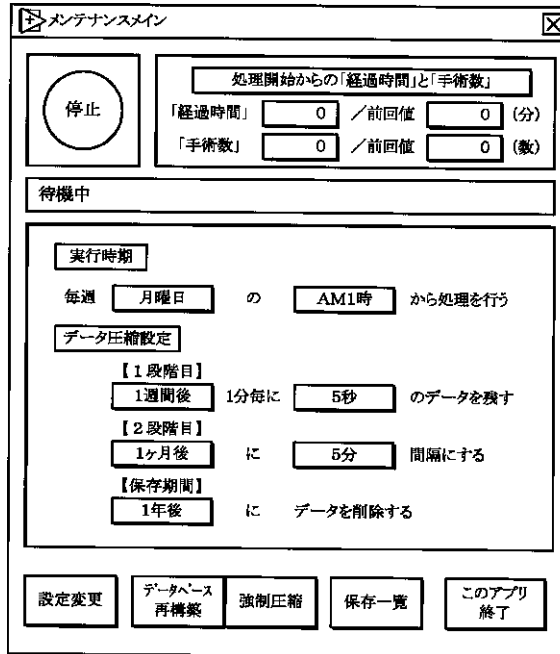 メンテナンスメイン
停止
処理開始からの「経過時間」と「手術数」
「経過時間」 0 ／前回値 0 (分)
「手術数」 0 ／前回値 0 (数)
待機中
実行時期
毎週 月曜日 の AM1時 から処理を行う
データ圧縮設定
【1段階目】
1週間後 1分毎に 5秒 のデータを残す
【2段階目】
1ヶ月後 に 5分 間隔にする
【保存期間】
1年後 に データを削除する
設定変更 データベース 再構築 強制圧縮 保存一覧 このアプリ 終了